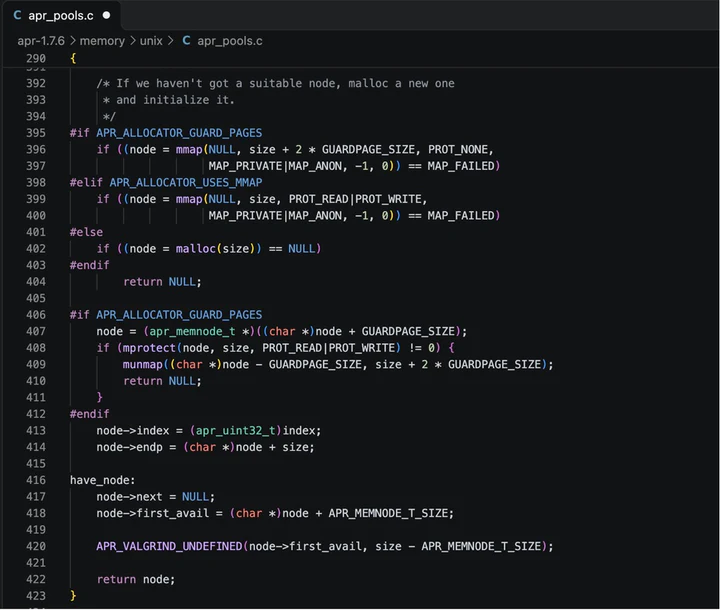 C apr_pools.c
apr-1.7.6 > memory > unix > C apr_pools.c
290 {
392 /* If we haven't got a suitable node, malloc a new one
393 * and initialize it.
394 */
395 #if APR_ALLOCATOR_GUARD_PAGES
396 if ((node = mmap(NULL, size + 2 * GUARDPAGE_SIZE, PROT_NONE,
397 MAP_PRIVATE|MAP_ANON, -1, 0)) == MAP_FAILED)
398 #elif APR_ALLOCATOR_USES_MMAP
399 if ((node = mmap(NULL, size, PROT_READ|PROT_WRITE,
400 MAP_PRIVATE|MAP_ANON, -1, 0)) == MAP_FAILED)
401 #else
402 if ((node = malloc(size)) == NULL)
403 #endif
404 return NULL;
405
406 #if APR_ALLOCATOR_GUARD_PAGES
407 node = (apr_memnode_t *)((char *)node + GUARDPAGE_SIZE);
408 if (mprotect(node, size, PROT_READ|PROT_WRITE) != 0) {
409 munmap((char *)node - GUARDPAGE_SIZE, size + 2 * GUARDPAGE_SIZE);
410 return NULL;
411 }
412 #endif
413 node->index = (apr_uint32_t)index;
414 node->endp = (char *)node + size;
415
416 have_node:
417 node->next = NULL;
418 node->first_avail = (char *)node + APR_MEMNODE_T_SIZE;
419
420 APR_VALGRIND_UNDEFINED(node->first_avail, size - APR_MEMNODE_T_SIZE);
421
422 return node;
423 }